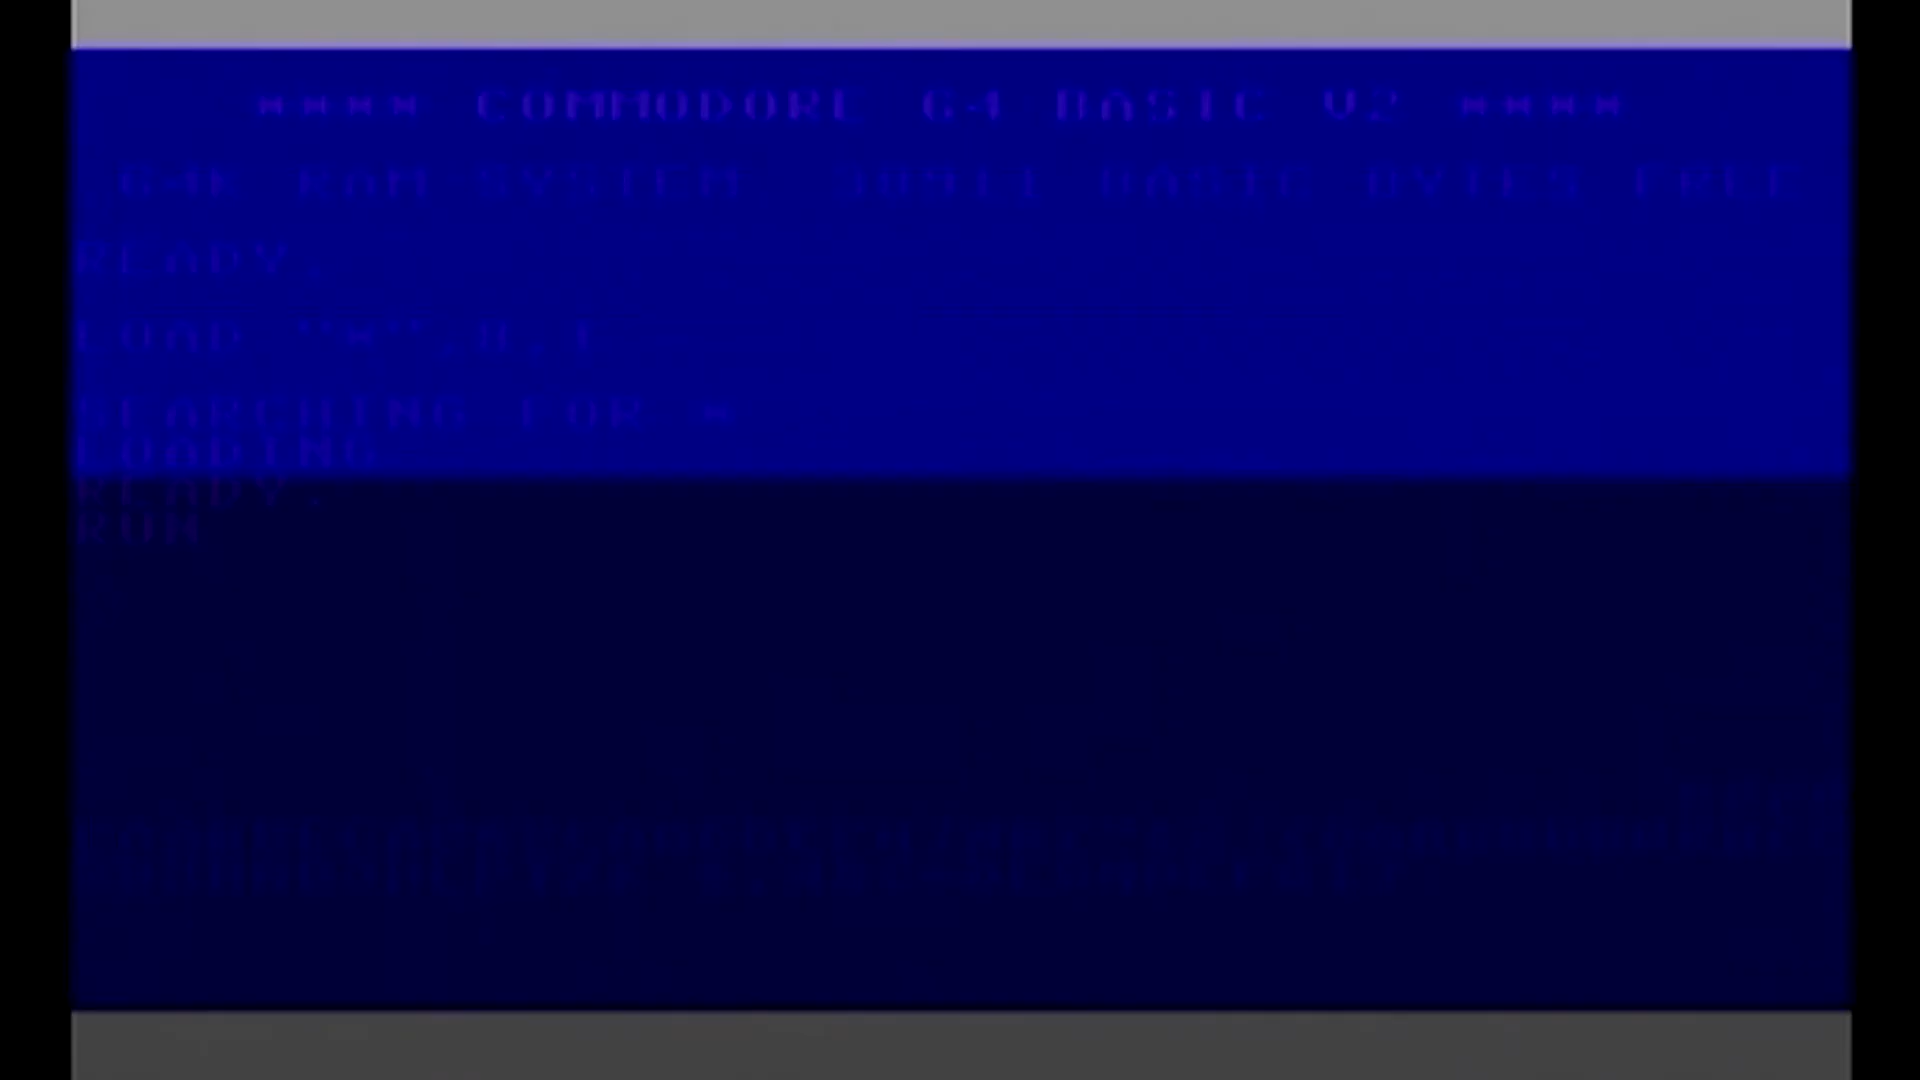 **** COMMODORE 64 BASIC V2 ****
64K RAM SYSTEM 38911 BASIC BYTES FREE
READY.
LOAD "*",8,1
SEARCHING FOR *
LOADING
READY.
RUN